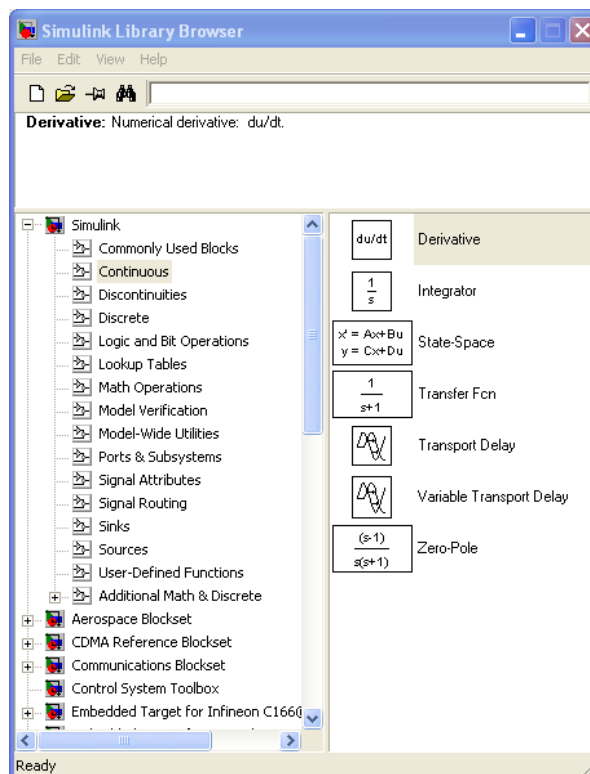 Simulink Library Browser
File Edit View Help
Derivative: Numerical derivative: du/dt.
Simulink
Commonly Used Blocks
Continuous
Discontinuities
Discrete
Logic and Bit Operations
Lookup Tables
Math Operations
Model Verification
Model-Wide Utilities
Ports & Subsystems
Signal Attributes
Signal Routing
Sinks
Sources
User-Defined Functions
Additional Math & Discrete
Aerospace Blockset
CDMA Reference Blockset
Communications Blockset
Control System Toolbox
Embedded Target for Infineon C166
du/dt Derivative
1
s
Integrator
x' = Ax+Bu
y = Cx+Du
State-Space
1
s+1
Transfer Fcn
Transport Delay
Variable Transport Delay
(s-1)
s(s+1)
Zero-Pole
Ready